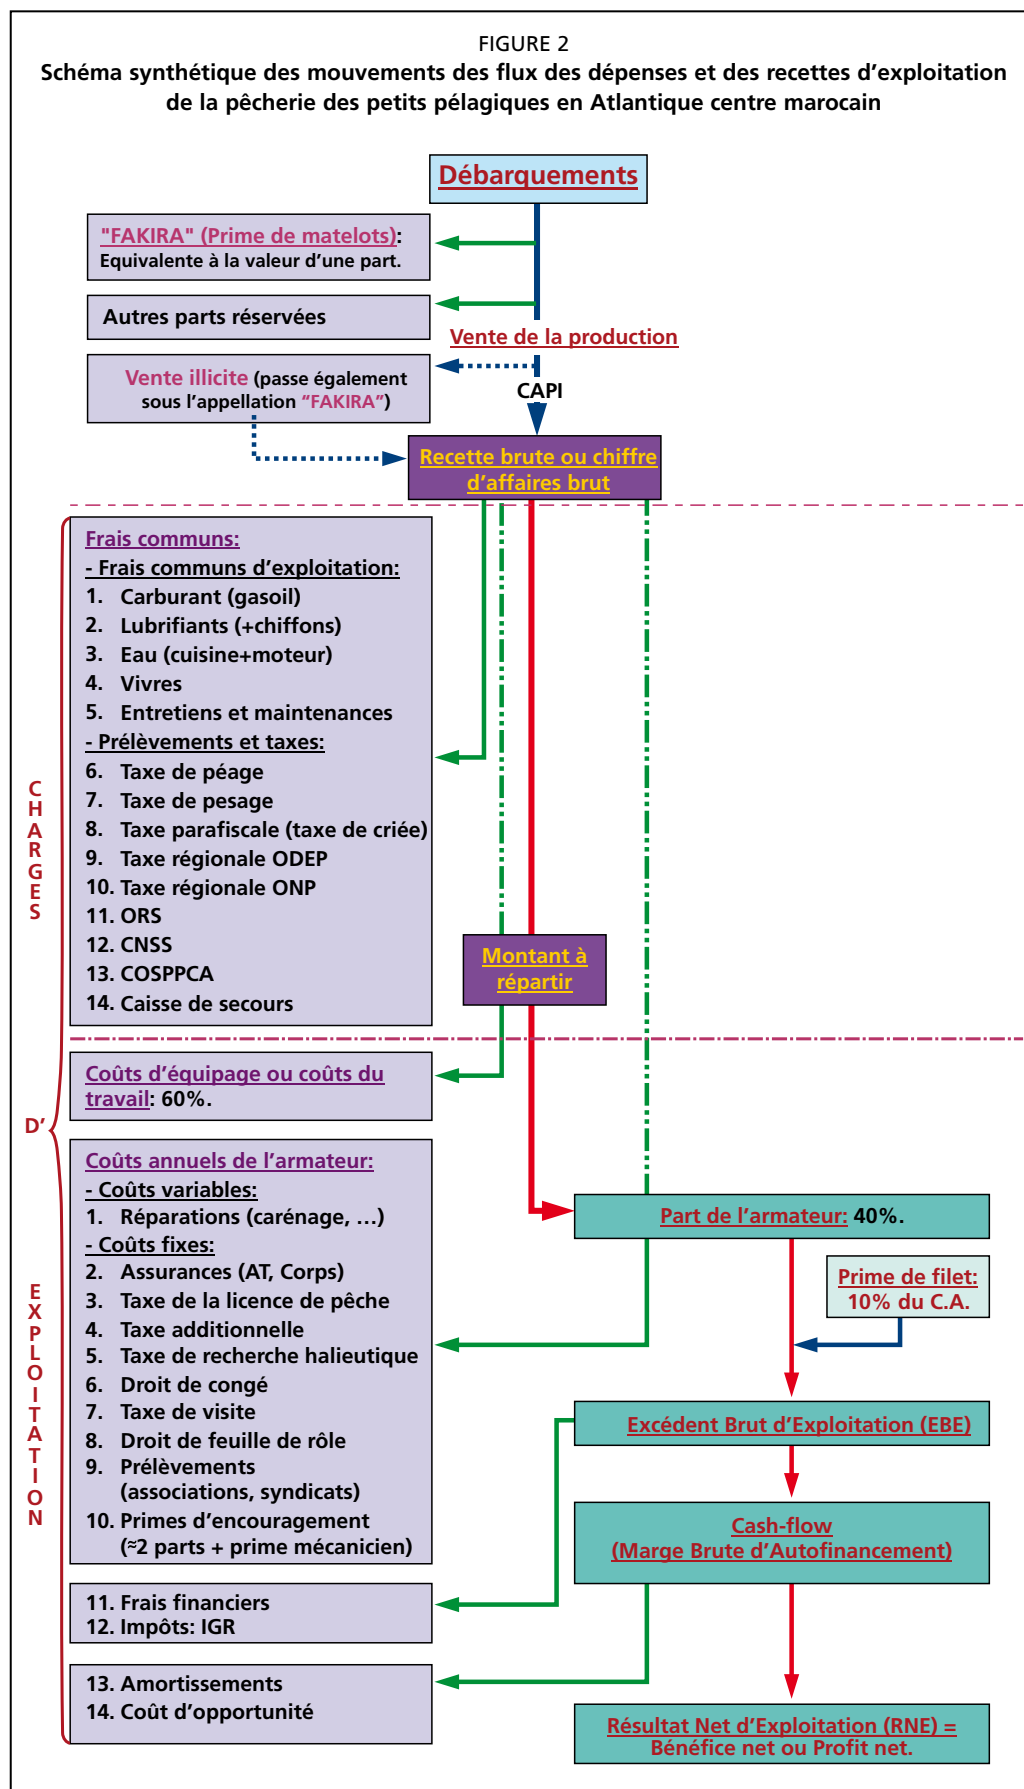 FIGURE 2
Schéma synthétique des mouvements des flux des dépenses et des recettes d’exploitation
de la pêcherie des petits pélagiques en Atlantique centre marocain
Débarquements
"FAKIRA" (Prime de matelots):
Equivalente à la valeur d’une part.
Autres parts réservées
Vente de la production
Vente illicite (passe également
sous l’appellation “FAKIRA”)
CAPI
Recette brute ou chiffre
d’affaires brut
CHARGES
D’
EXPLOITATION
Frais communs:
- Frais communs d’exploitation:
1. Carburant (gasoil)
2. Lubrifiants (+chiffons)
3. Eau (cuisine+moteur)
4. Vivres
5. Entretiens et maintenances
- Prélèvements et taxes:
6. Taxe de péage
7. Taxe de pesage
8. Taxe parafiscale (taxe de criée)
9. Taxe régionale ODEP
10. Taxe régionale ONP
11. ORS
12. CNSS
13. COSPPCA
14. Caisse de secours
Montant à
répartir
Coûts d’équipage ou coûts du
travail: 60%.
Coûts annuels de l’armateur:
- Coûts variables:
1. Réparations (carénage, …)
- Coûts fixes:
2. Assurances (AT, Corps)
3. Taxe de la licence de pêche
4. Taxe additionnelle
5. Taxe de recherche halieutique
6. Droit de congé
7. Taxe de visite
8. Droit de feuille de rôle
9. Prélèvements
(associations, syndicats)
10. Primes d’encouragement
(≈2 parts + prime mécanicien)
11. Frais financiers
12. Impôts: IGR
13. Amortissements
14. Coût d’opportunité
Part de l’armateur: 40%.
Prime de filet:
10% du C.A.
Excédent Brut d’Exploitation (EBE)
Cash-flow
(Marge Brute d’Autofinancement)
Résultat Net d’Exploitation (RNE) =
Bénéfice net ou Profit net.